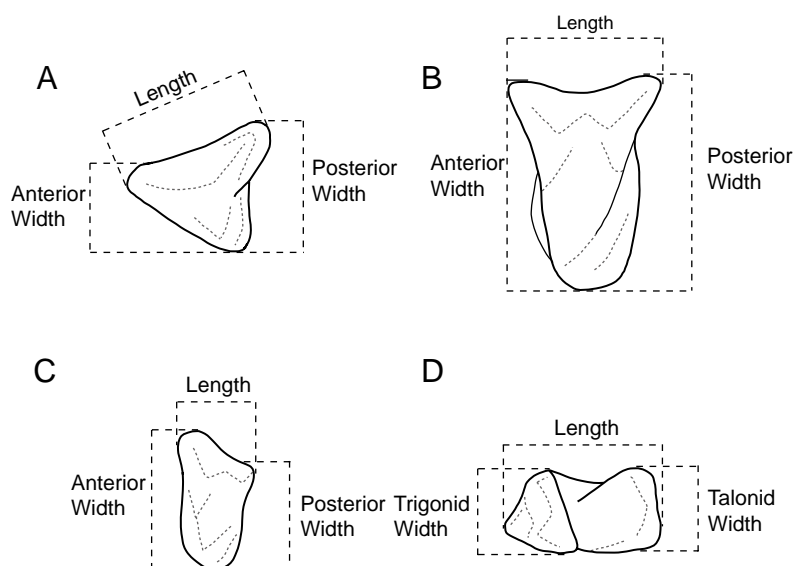 A
Length
Anterior
Width
Posterior
Width
B
Length
Anterior
Width
Posterior
Width
C
Length
Anterior
Width
Posterior
Width
D
Length
Trigonid
Width
Talonid
Width